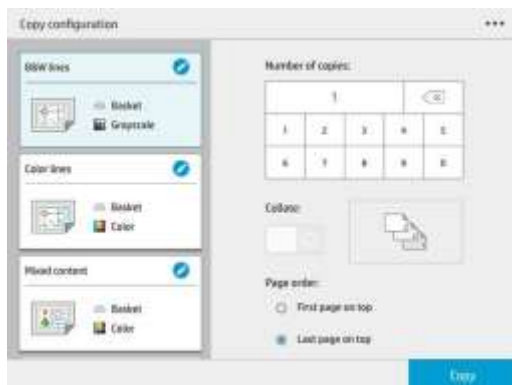 Copy configuration
B&W lines
Basket
Grayscale
Color lines
Basket
Color
Mixed content
Basket
Color
Number of copies:
1
1 2 3 4 5
6 7 8 9 0
Collate:
Page order:
First page on top
Last page on top
Copy